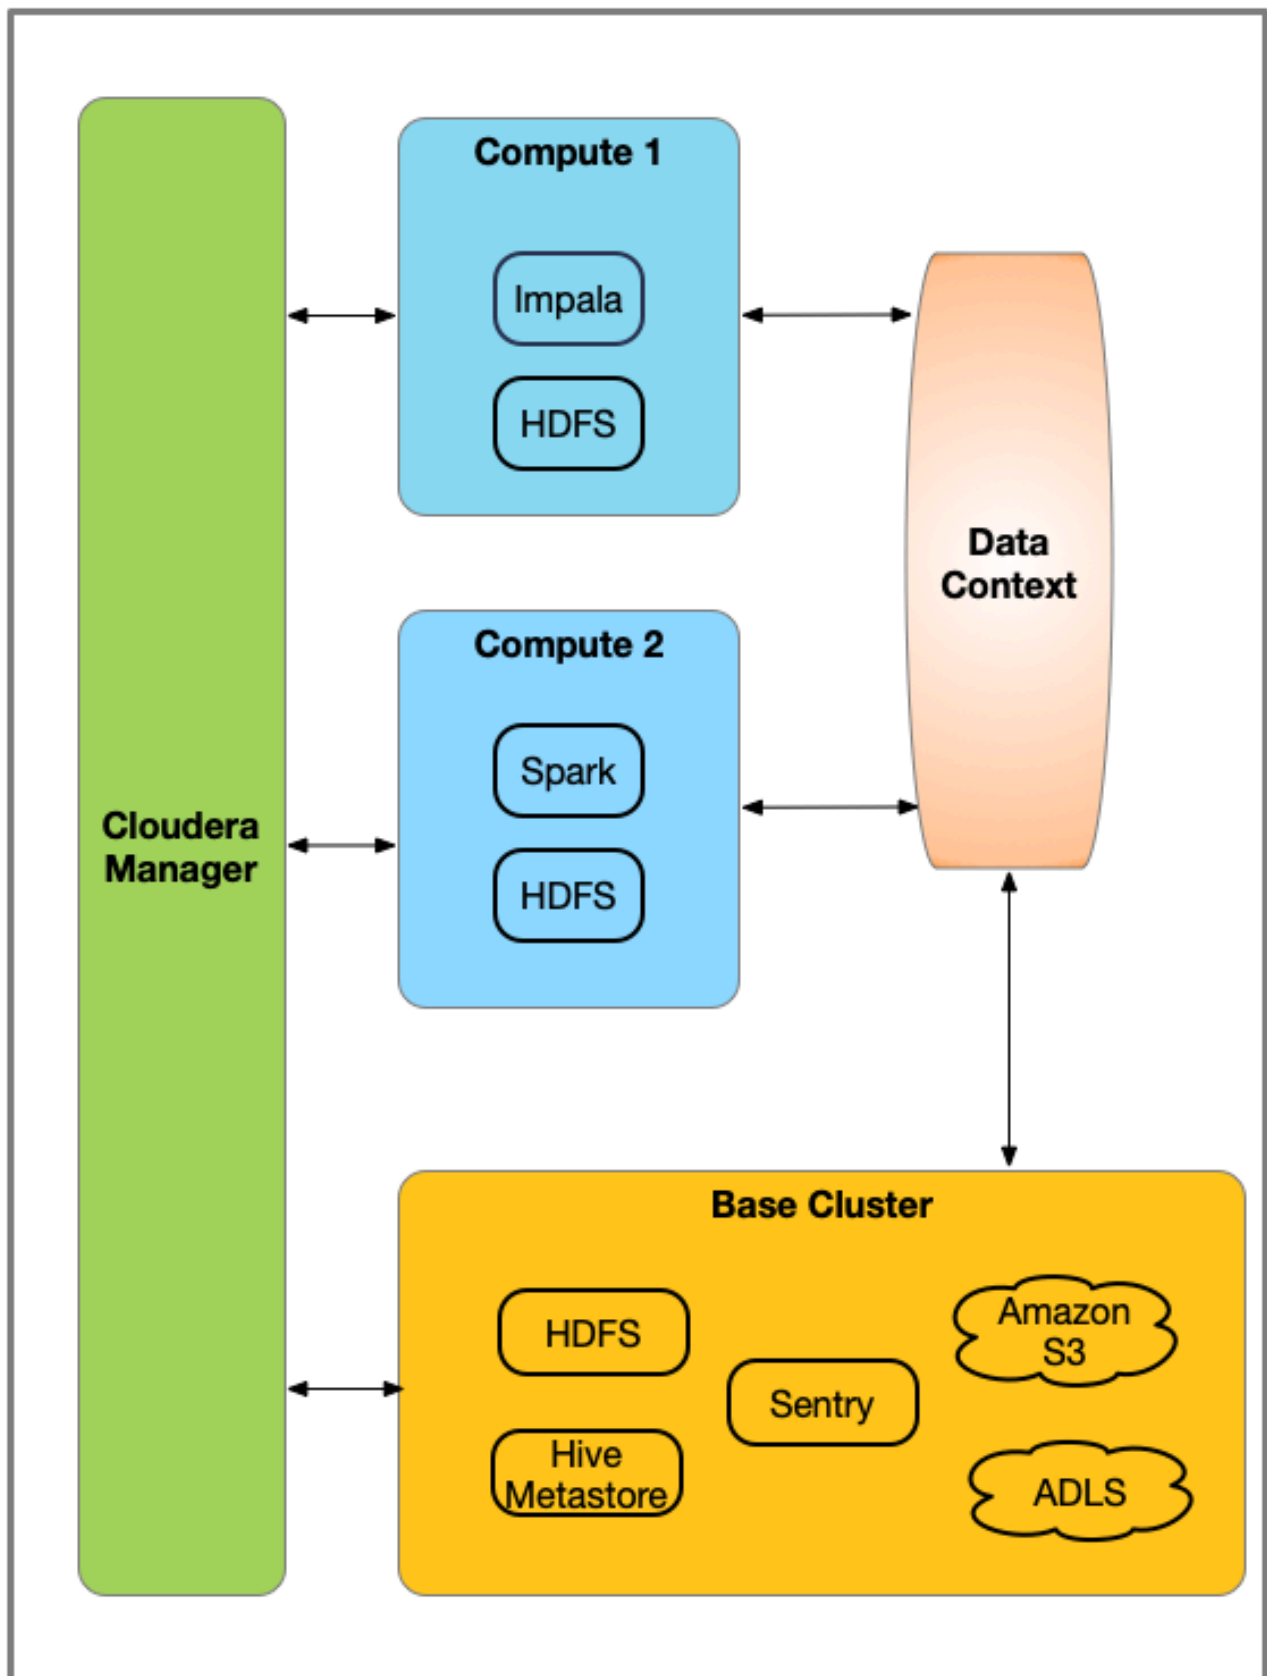 Compute 1
Impala
HDFS
Data
Context
Compute 2
Spark
HDFS
Cloudera
Manager
Base Cluster
HDFS
Hive
Metastore
Sentry
Amazon
S3
ADLS